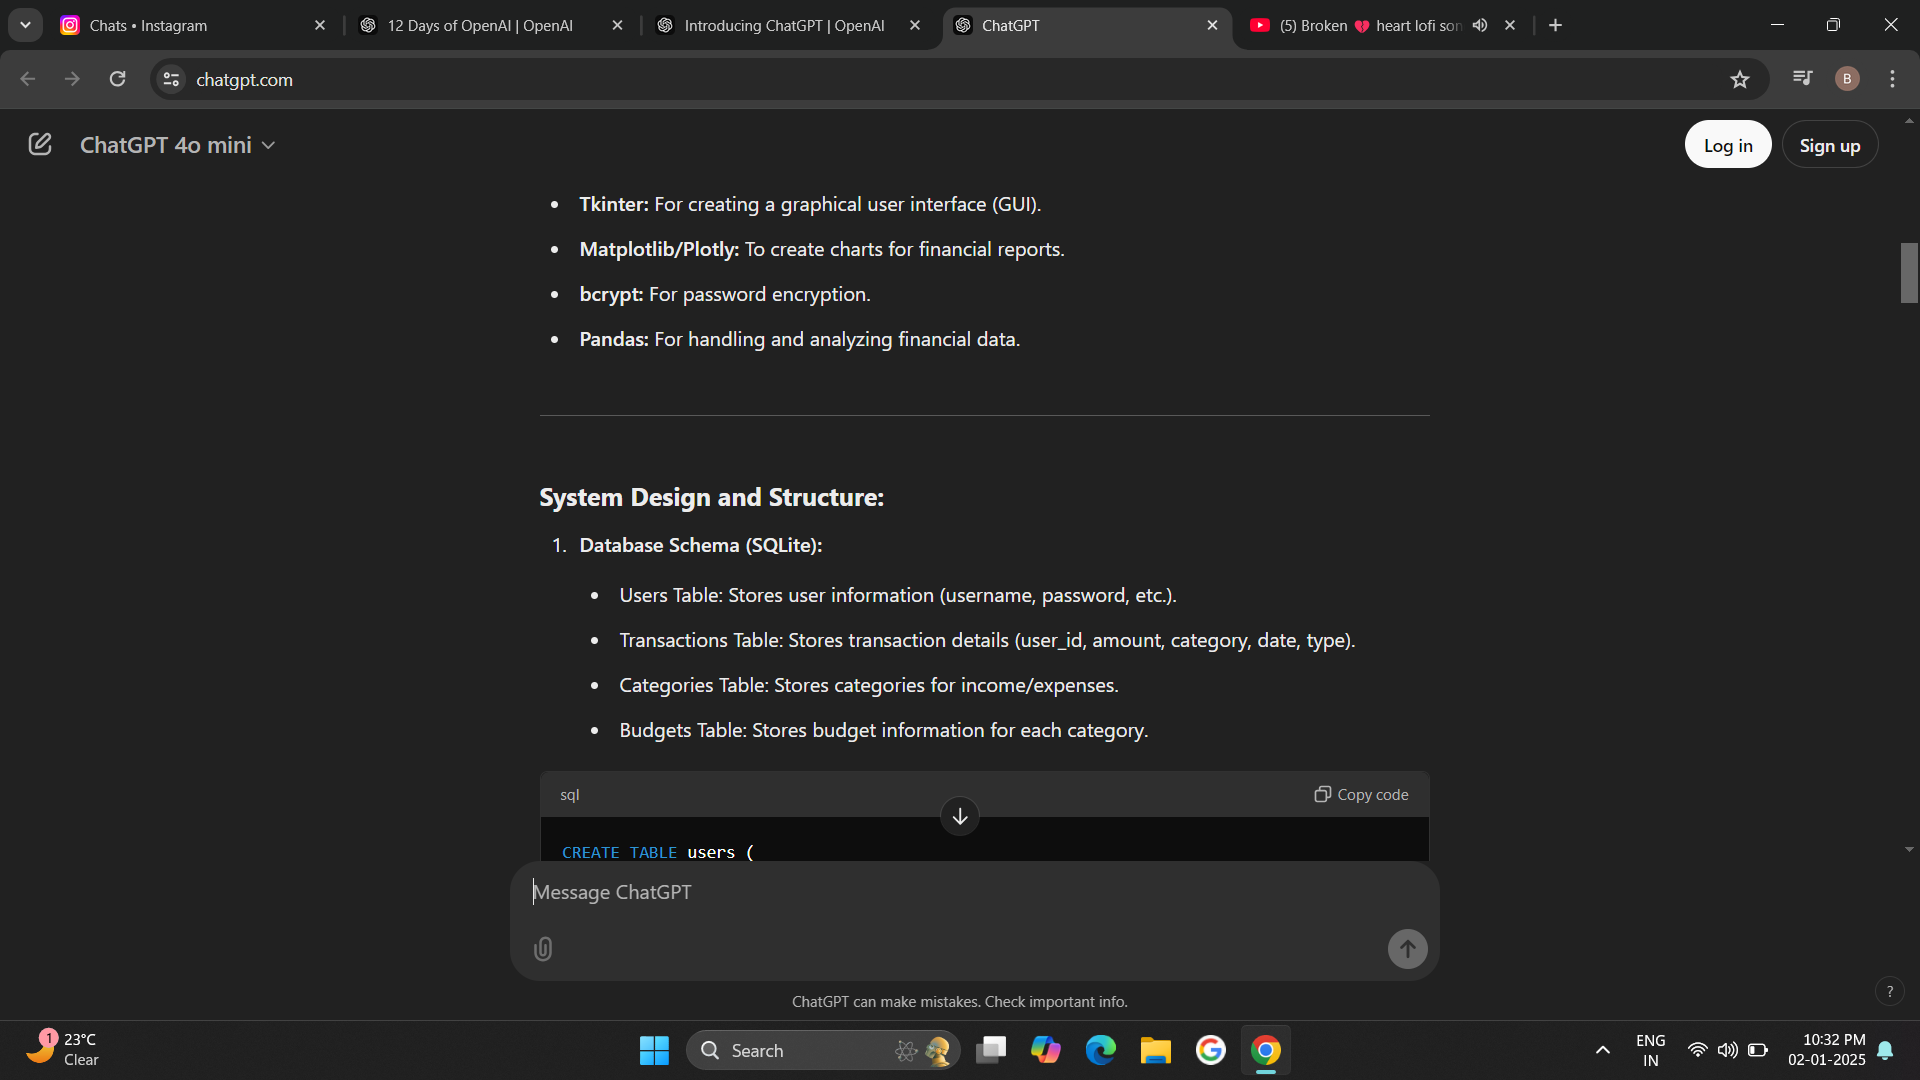 Chats • Instagram
12 Days of OpenAI | OpenAI
Introducing ChatGPT | OpenAI
ChatGPT
(5) Broken 💔 heart lofi son
chatgpt.com
B
ChatGPT 4o mini
Log in
Sign up
• Tkinter: For creating a graphical user interface (GUI).
• Matplotlib/Plotly: To create charts for financial reports.
• bcrypt: For password encryption.
• Pandas: For handling and analyzing financial data.
System Design and Structure:
1. Database Schema (SQLite):
• Users Table: Stores user information (username, password, etc.).
• Transactions Table: Stores transaction details (user_id, amount, category, date, type).
• Categories Table: Stores categories for income/expenses.
• Budgets Table: Stores budget information for each category.
sql
Copy code
CREATE TABLE users (
Message ChatGPT
ChatGPT can make mistakes. Check important info.
?
1
23°C
Clear
Search
ENG
IN
10:32 PM
02-01-2025